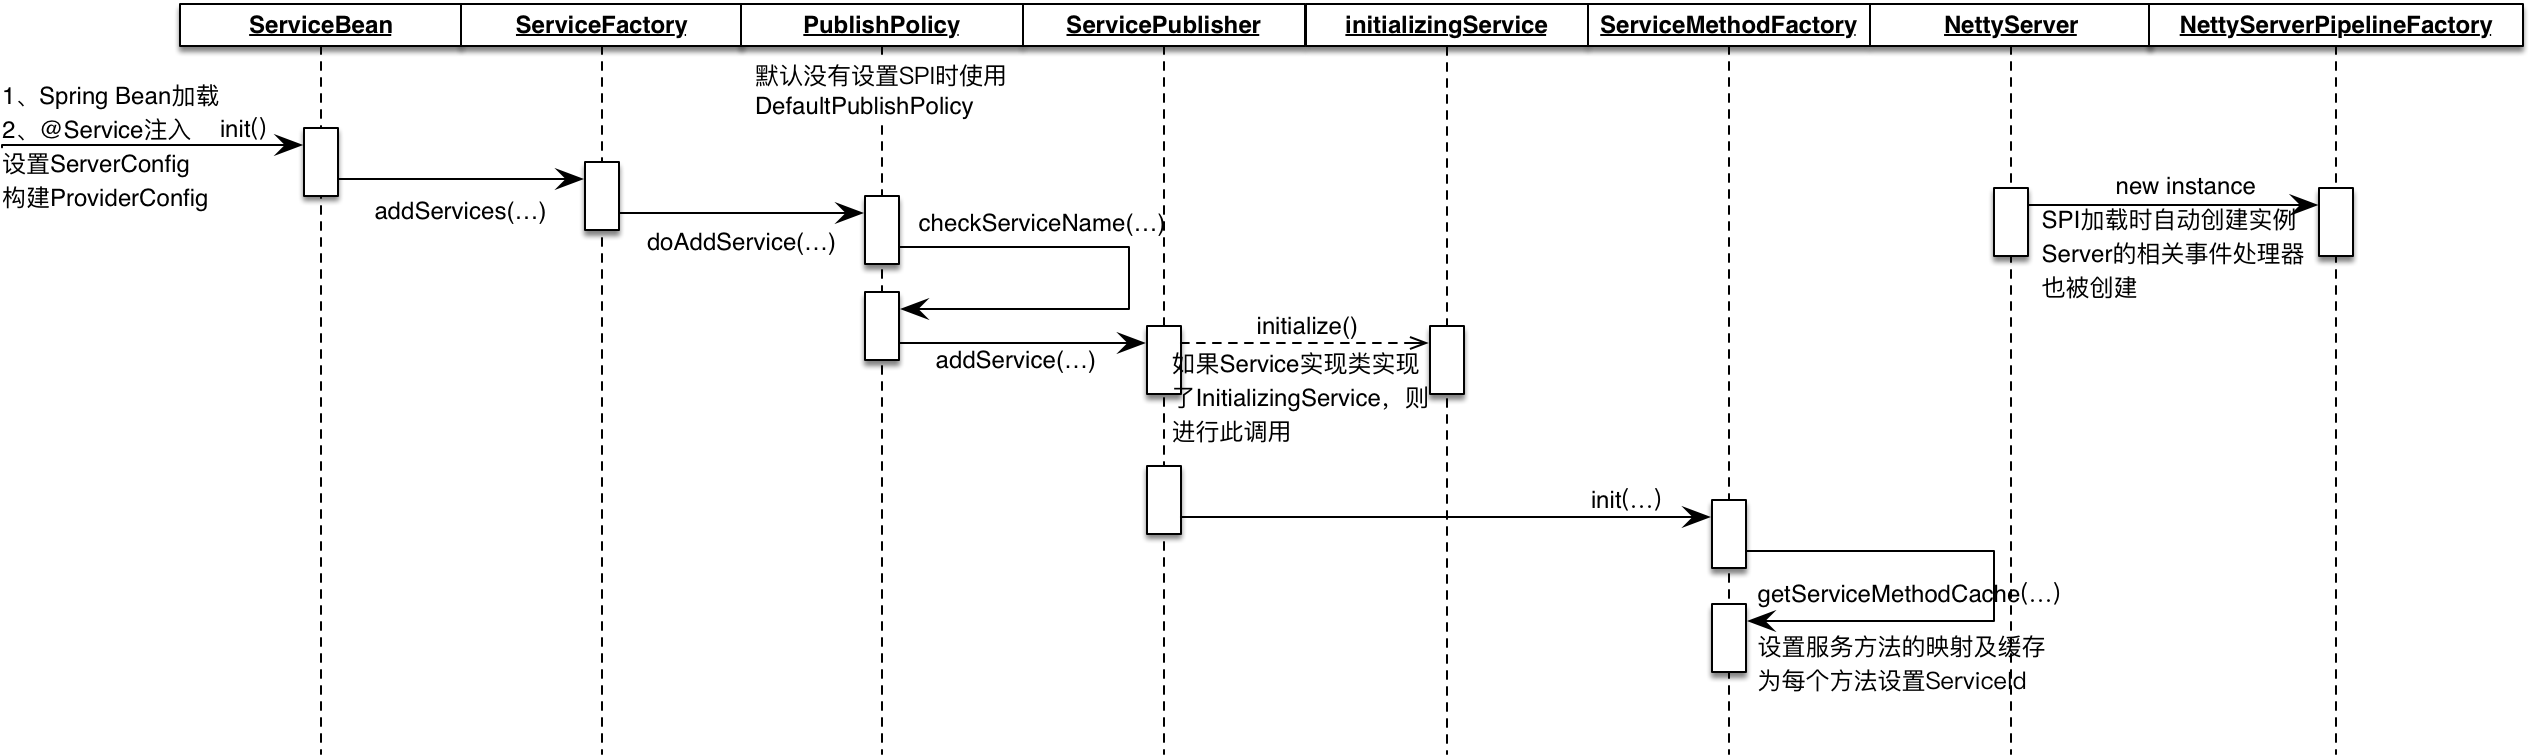 ServiceBean
ServiceFactory
PublishPolicy
ServicePublisher
initializingService
ServiceMethodFactory
NettyServer
NettyServerPipelineFactory
默认没有设置SPI时使用
DefaultPublishPolicy
1、Spring Bean加载
2、@Service注入
init()
设置ServerConfig
构建ProviderConfig
addServices(…)
doAddService(…)
checkServiceName(…)
addService(…)
initialize()
如果Service实现类实现
了InitializingService，则
进行此调用
new instance
SPI加载时自动创建实例
Server的相关事件处理器
也被创建
init(…)
getServiceMethodCache(…)
设置服务方法的映射及缓存
为每个方法设置ServiceId